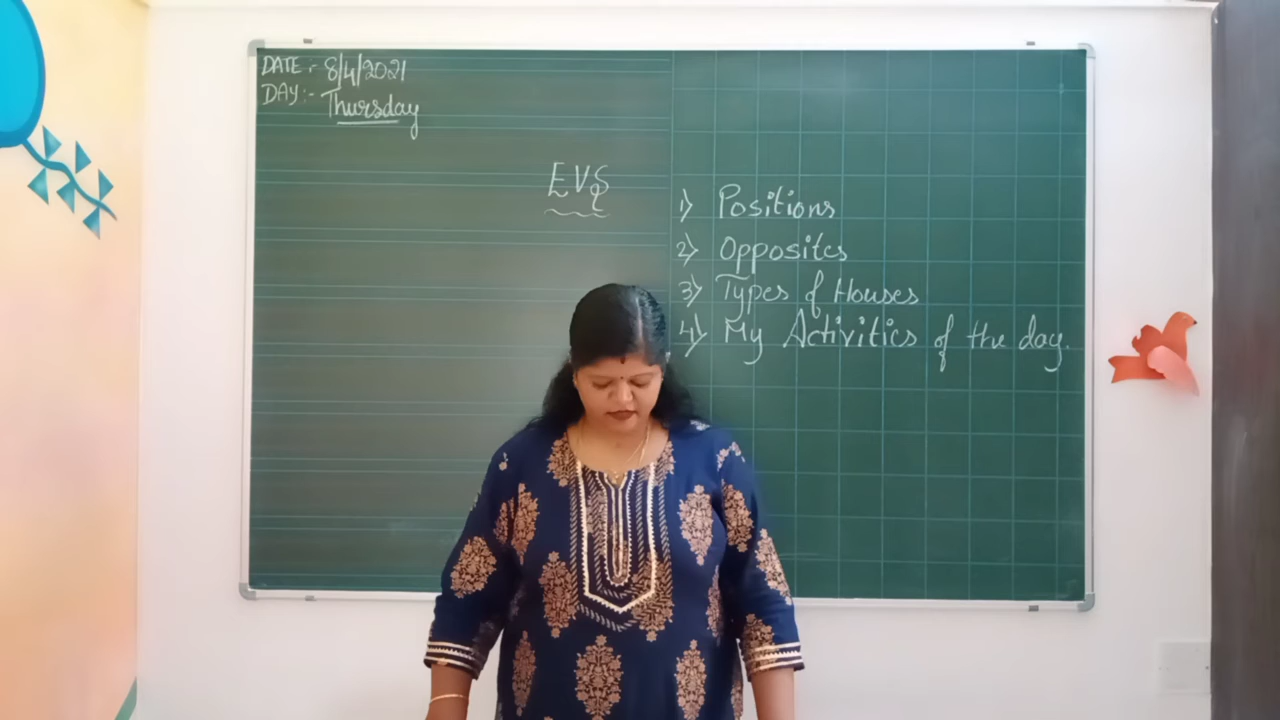 DATE:- 8/4/2021
DAY:- Thursday
EVS
1) Positions
2) Opposites
3) Types of Houses
4) My Activities of the day.